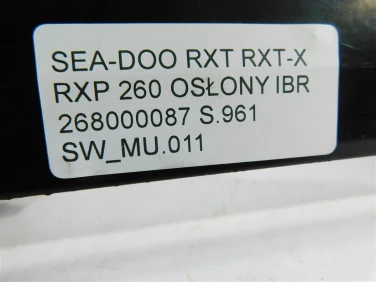 SEA-DOO RXT RXT-X
RXP 260 OSŁONY IBR
268000087 S.961
SW_MU.011